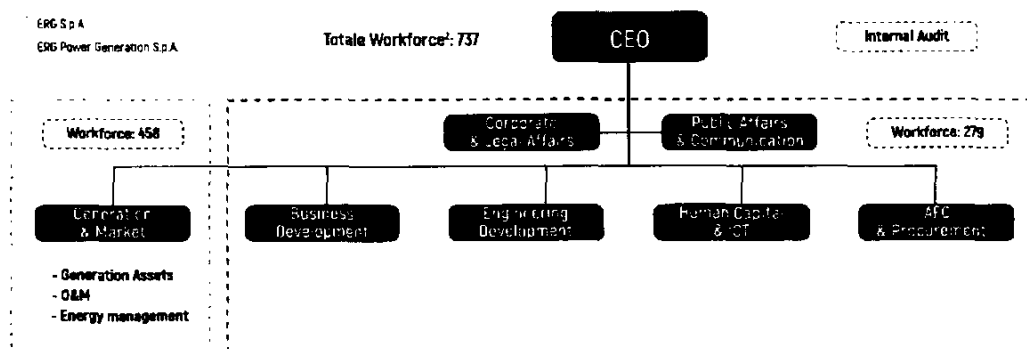 ERG S.p.A.
ERG Power Generation S.p.A.
Totale Workforce²: 737
CEO
Internal Audit
Workforce: 458
Corporate
& Legal Affairs
Public Affairs
& Communication
Workforce: 279
Generation
& Market
Business
Development
Engineering
Development
Human Capital
& ICT
AFC
& Procurement
- Generation Assets
- O&M
- Energy management